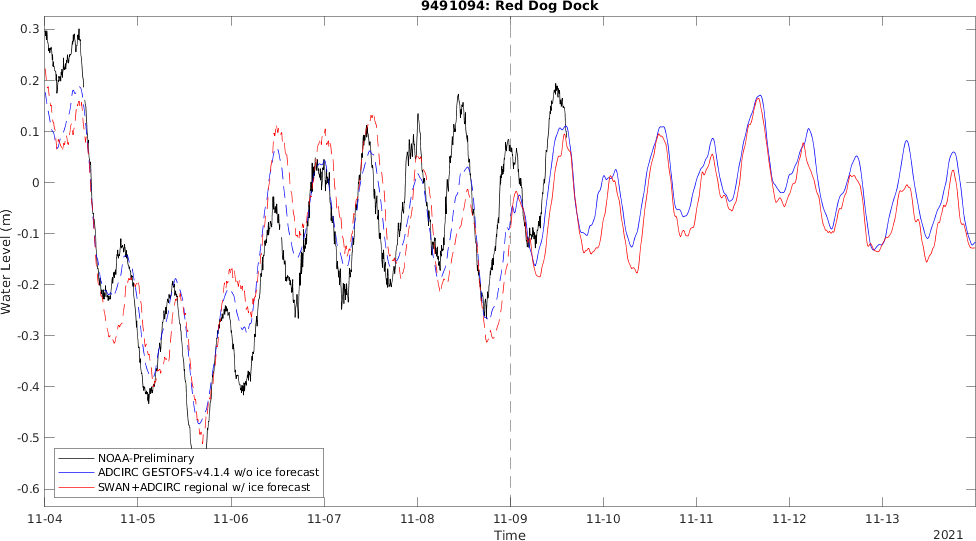 9491094: Red Dog Dock
Water Level (m)
0.3
0.2
0.1
0
-0.1
-0.2
-0.3
-0.4
-0.5
-0.6
NOAA-Preliminary
ADCIRC GESTOFS-v4.1.4 w/o ice forecast
SWAN+ADCIRC regional w/ ice forecast
11-04 11-05 11-06 11-07 11-08 11-09 11-10 11-11 11-12 11-13
Time
2021